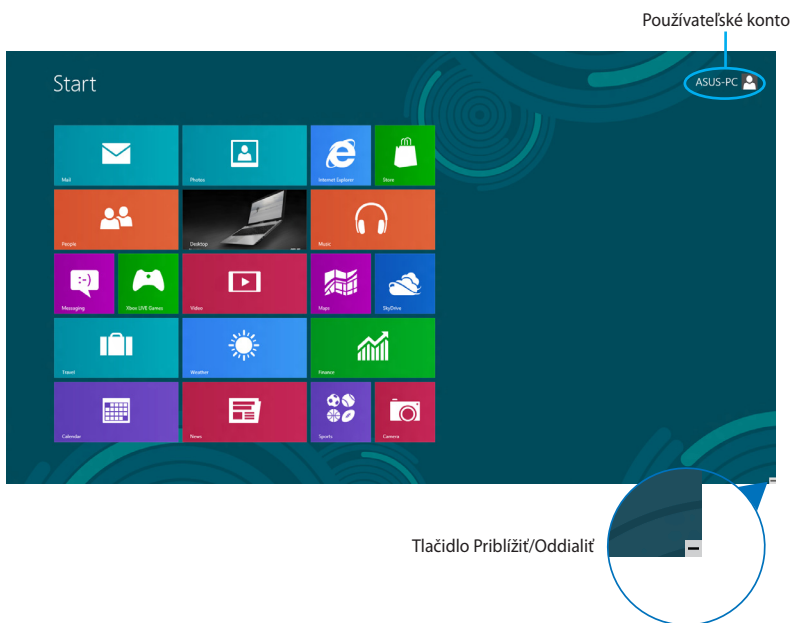 Používateľské konto
Start
ASUS-PC
Mail
Photos
Internet Explorer
Store
People
Desktop
Music
Messaging
Xbox LIVE Games
Video
Maps
SkyDrive
Travel
Weather
Finance
Calendar
News
Sports
Camera
Tlačidlo Priblížiť/Oddialiť